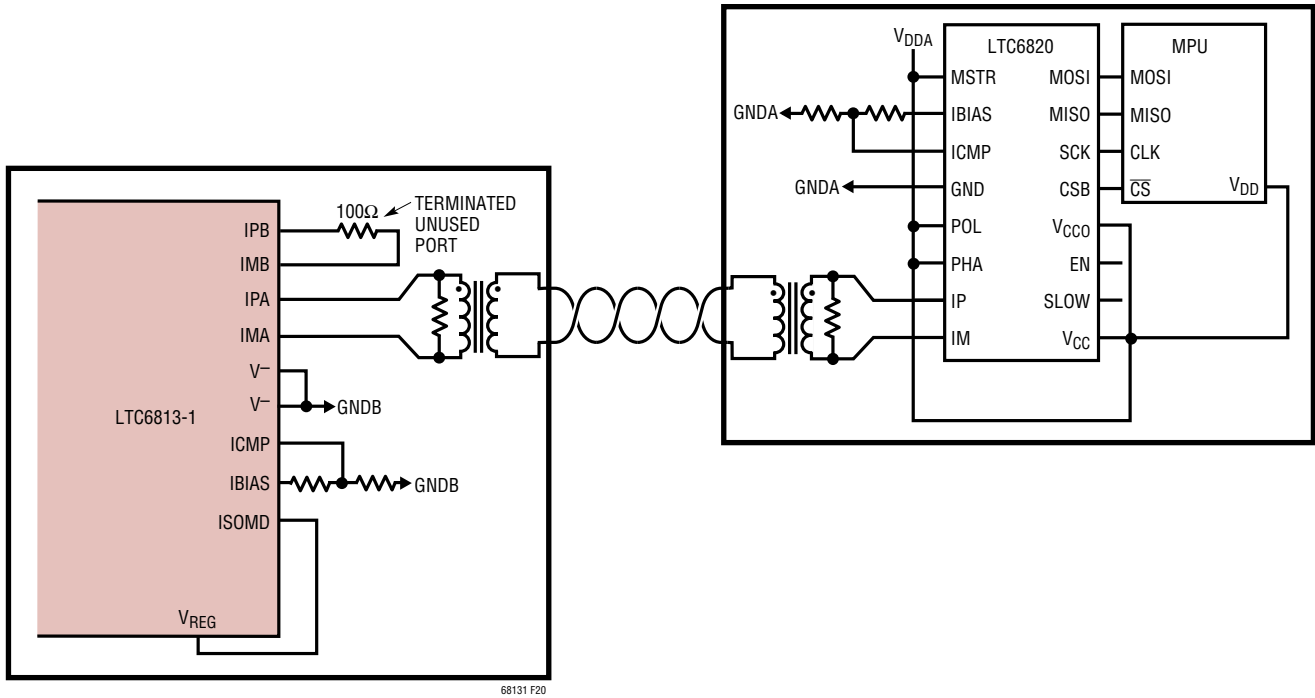 LTC6813-1
IPB
IMB
IPA
IMA
V–
V–
ICMP
IBIAS
ISOMD
VREG
100Ω
TERMINATED
UNUSED
PORT
GNDB
GNDB
VDDA
GNDA
GNDA
LTC6820
MSTR
IBIAS
ICMP
GND
POL
PHA
IP
IM
MOSI
MISO
SCK
CSB
VCCO
EN
SLOW
VCC
MPU
MOSI
MISO
CLK
C̅S̅
VDD
68131 F20